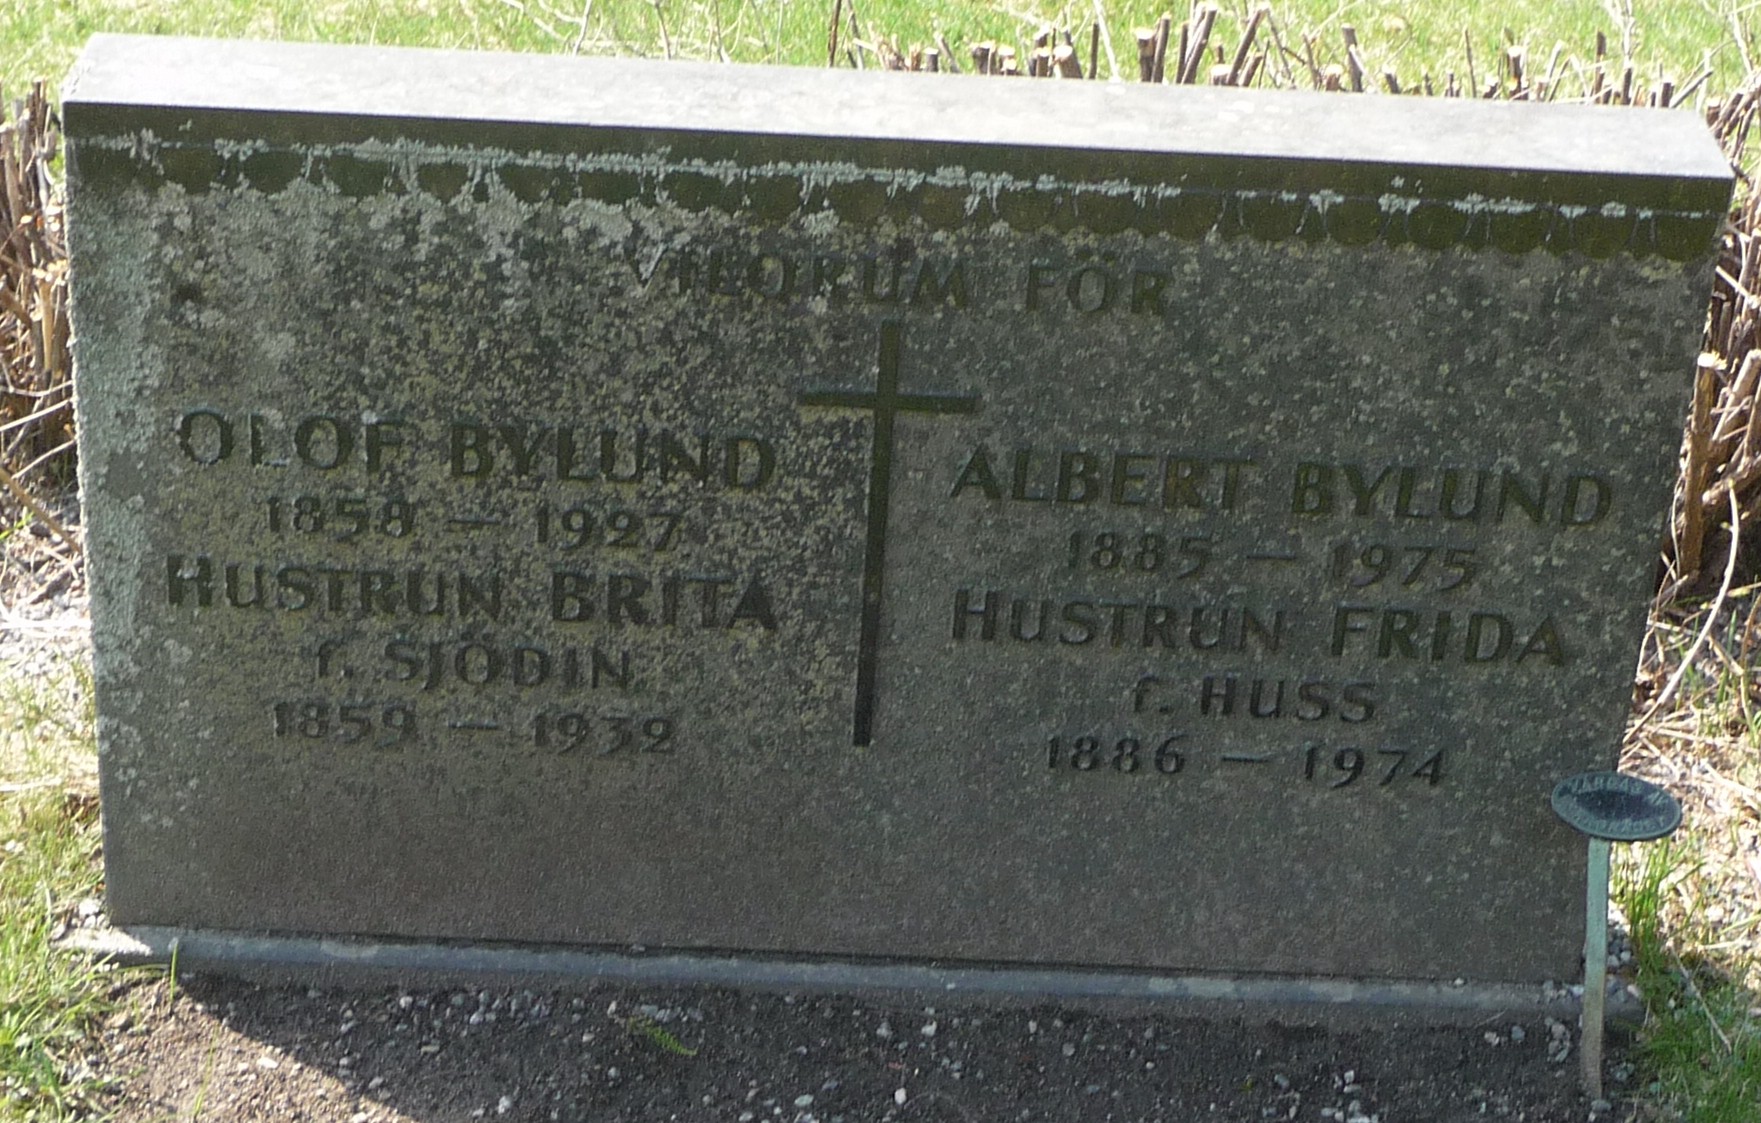 VILORUM FÖR
OLOF BYLUND
1858 – 1927
HUSTRUN BRITA
f. SJÖDIN
1859 – 1932
ALBERT BYLUND
1885 – 1975
HUSTRUN FRIDA
f. HUSS
1886 – 1974